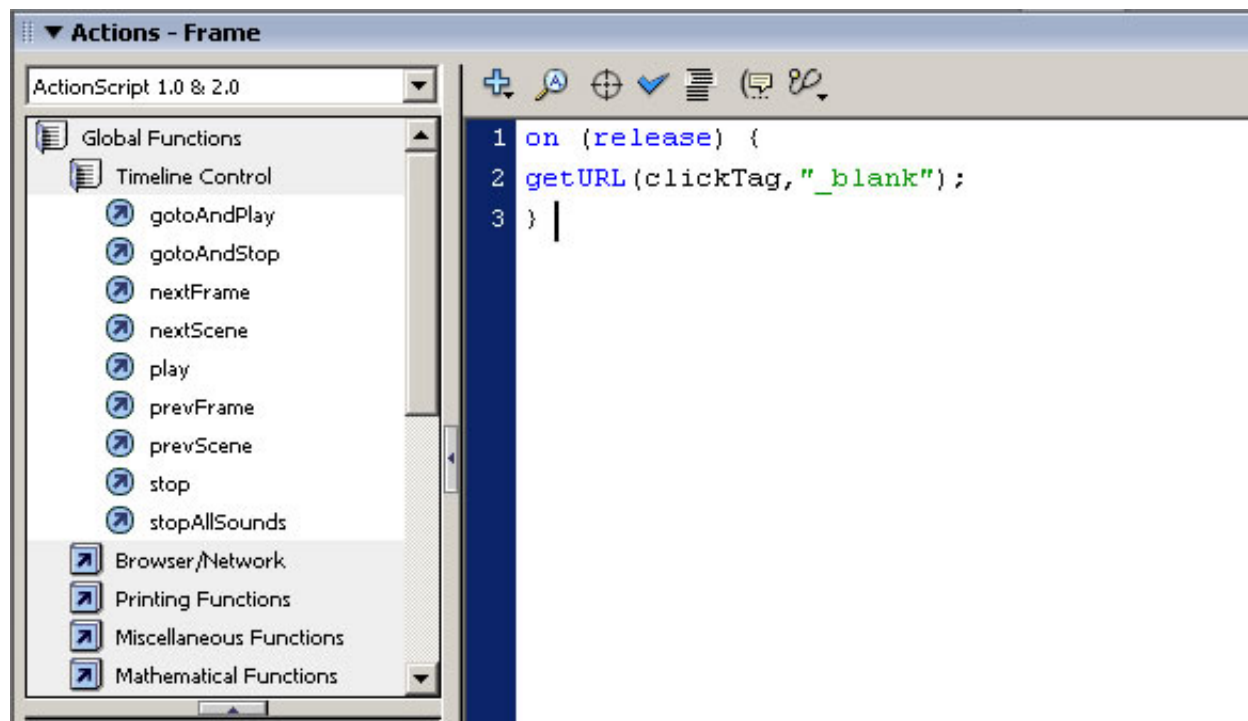 Actions - Frame
ActionScript 1.0 & 2.0
Global Functions
Timeline Control
gotoAndPlay
gotoAndStop
nextFrame
nextScene
play
prevFrame
prevScene
stop
stopAllSounds
Browser/Network
Printing Functions
Miscellaneous Functions
Mathematical Functions
1 on (release) {
2 getURL(clickTag,"_blank");
3 }